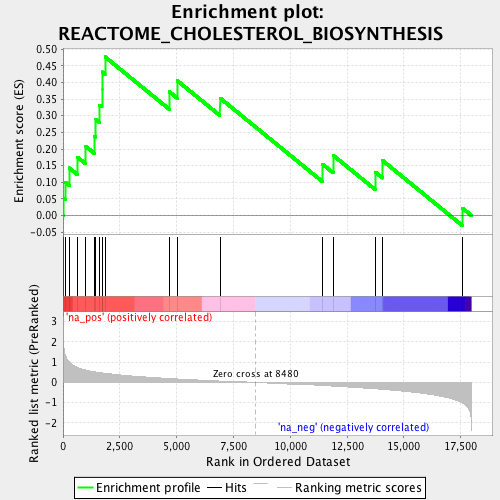 Enrichment plot:
REACTOME_CHOLESTEROL_BIOSYNTHESIS
Enrichment score (ES)
0.50
0.45
0.40
0.35
0.30
0.25
0.20
0.15
0.10
0.05
0.00
-0.05
'na_pos' (positively correlated)
Ranked list metric (PreRanked)
3
2
1
0
-1
-2
Zero cross at 8480
'na_neg' (negatively correlated)
0 2,500 5,000 7,500 10,000 12,500 15,000 17,500
Rank in Ordered Dataset
Enrichment profile Hits Ranking metric scores